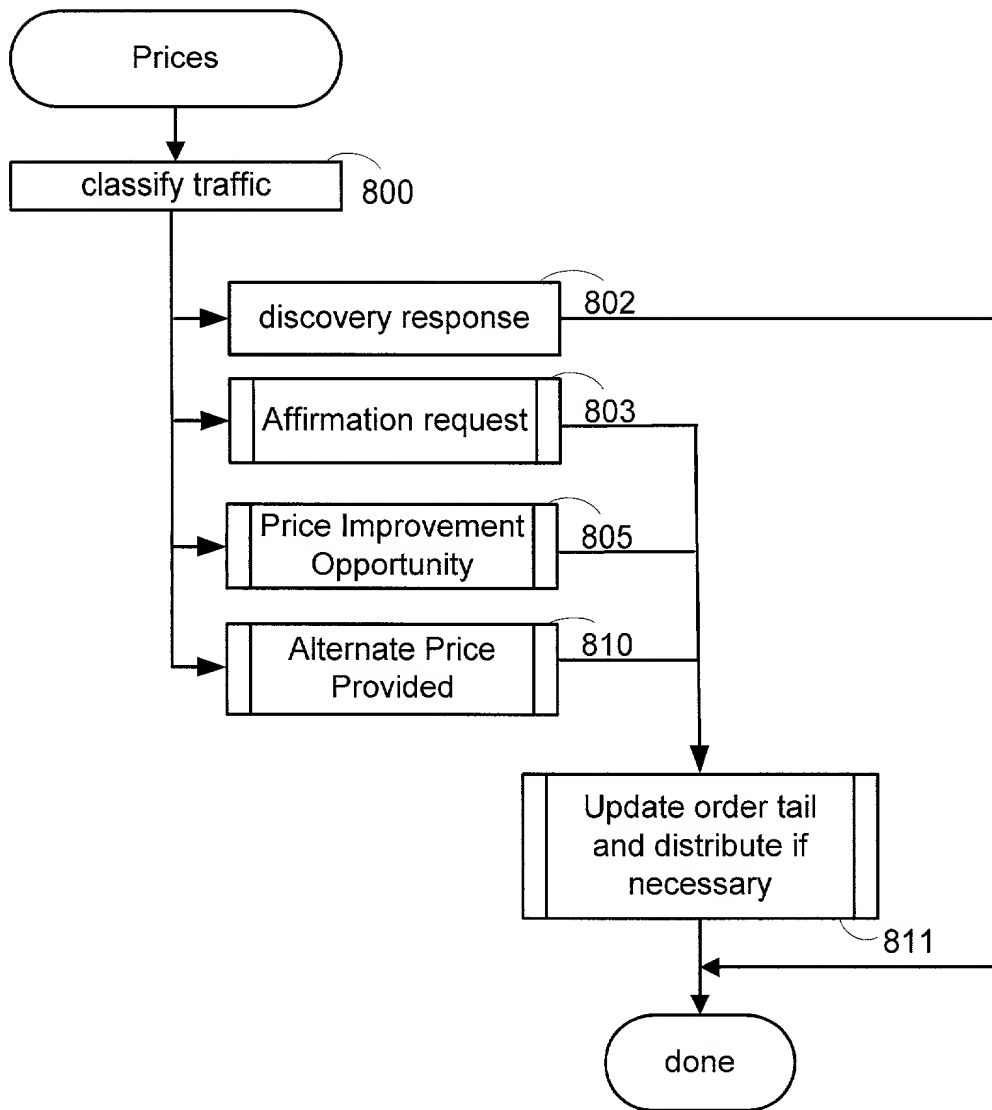 Prices
classify traffic
800
discovery response
802
Affirmation request
803
Price Improvement
Opportunity
805
Alternate Price
Provided
810
Update order tail
and distribute if
necessary
811
done